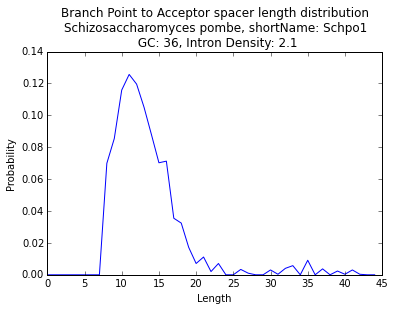 Branch Point to Acceptor spacer length distribution
Schizosaccharomyces pombe, shortName: Schpo1
GC: 36, Intron Density: 2.1
0.14
0.12
0.10
0.08
0.06
0.04
0.02
0.00
Probability
0 5 10 15 20 25 30 35 40 45
Length